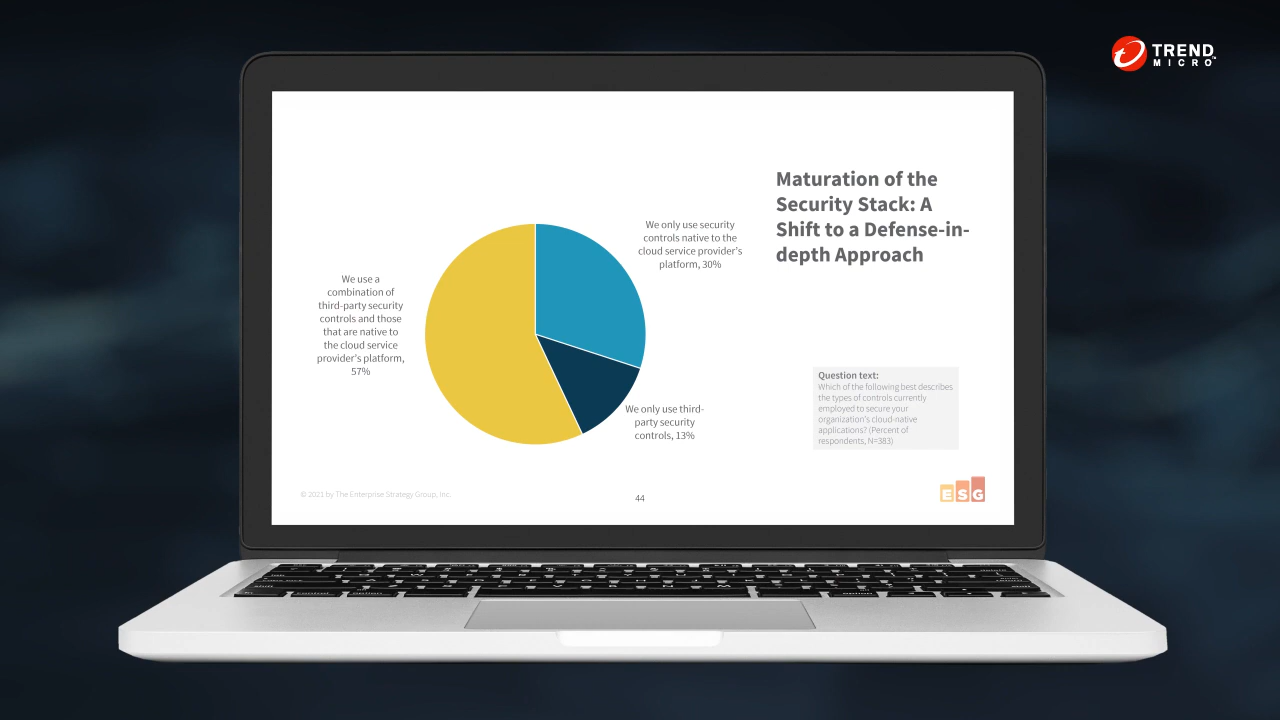 TREND
MICRO
Maturation of the
Security Stack: A
Shift to a Defense-in-
depth Approach
We only use security
controls native to the
cloud service provider's
platform, 30%
We use a
combination of
third-party security
controls and those
that are native to
the cloud service
provider's platform,
57%
We only use third-
party security
controls, 13%
Question text:
Which of the following best describes
the types of controls currently
employed to secure your
organization's cloud-native
applications? (Percent of
respondents, N=383)
© 2021 by The Enterprise Strategy Group, Inc.
44
ESG
control
option
option